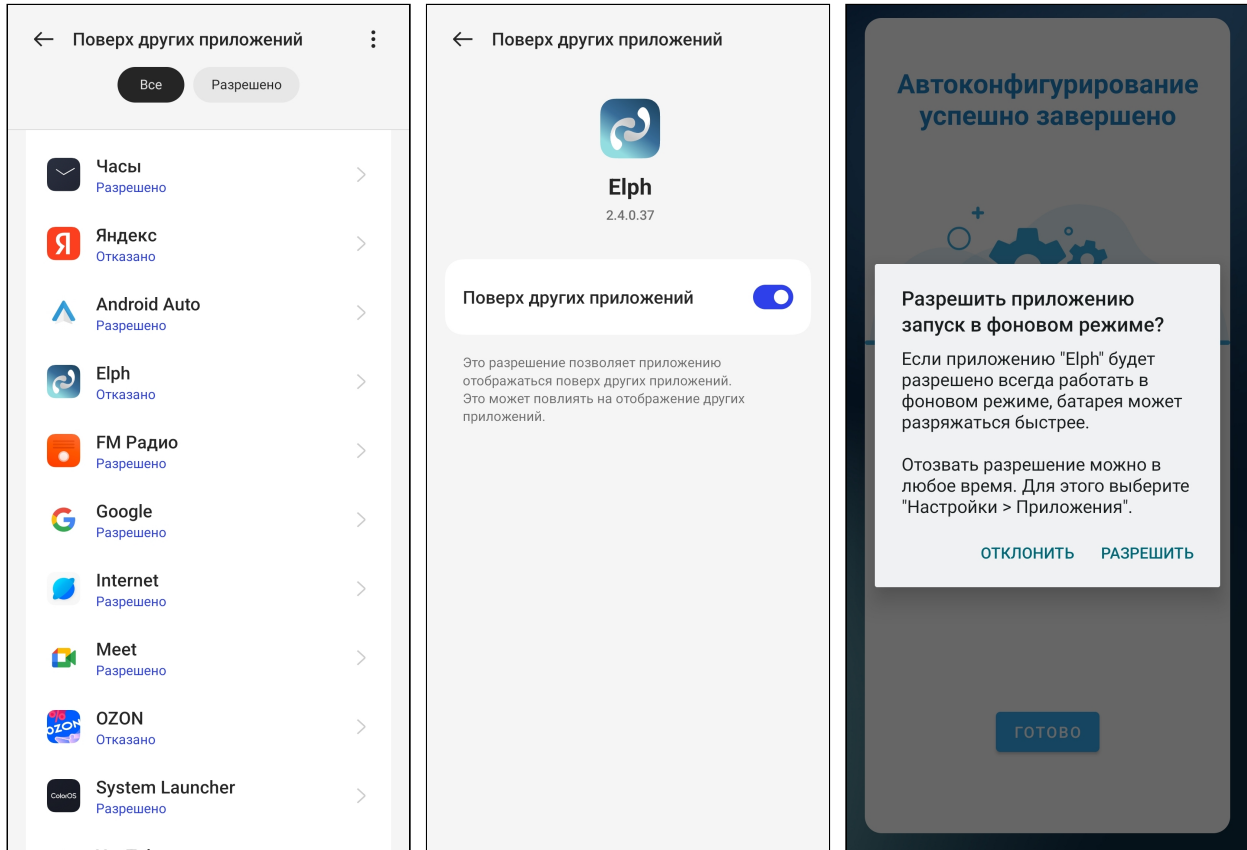 Поверх других приложений
Все
Разрешено
Часы
Разрешено
Яндекс
Отказано
Android Auto
Разрешено
Elph
Отказано
FM Радио
Разрешено
Google
Разрешено
Internet
Разрешено
Meet
Разрешено
OZON
Отказано
ColorOS
System Launcher
Разрешено
Поверх других приложений
Elph
2.4.0.37
Поверх других приложений
Это разрешение позволяет приложению
отображаться поверх других приложений.
Это может повлиять на отображение других
приложений.
Автоконфигурирование
успешно завершено
Разрешить приложению
запуск в фоновом режиме?
Если приложению "Elph" будет
разрешено всегда работать в
фоновом режиме, батарея может
разряжаться быстрее.
Отозвать разрешение можно в
любое время. Для этого выберите
"Настройки > Приложения".
ОТКЛОНИТЬ
РАЗРЕШИТЬ
ГОТОВО